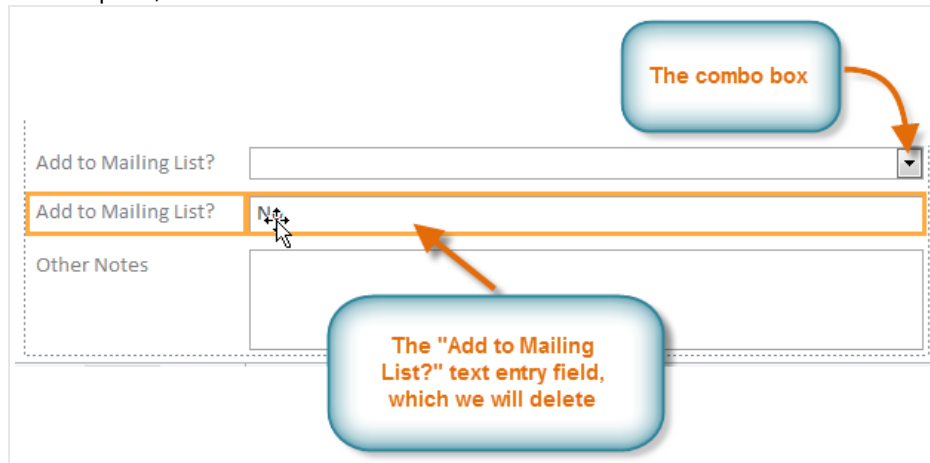 The combo box
Add to Mailing List?
Add to Mailing List?
Other Notes
The "Add to Mailing
List?" text entry field,
which we will delete